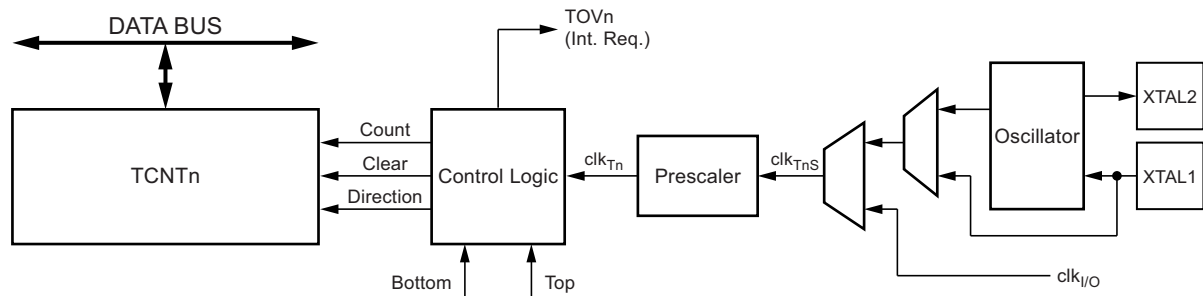 DATA BUS
TOVn
(Int. Req.)
TCNTn
Count
Clear
Direction
Control Logic
clkTn
Prescaler
clkTnS
Oscillator
XTAL2
XTAL1
Bottom
Top
clkI/O